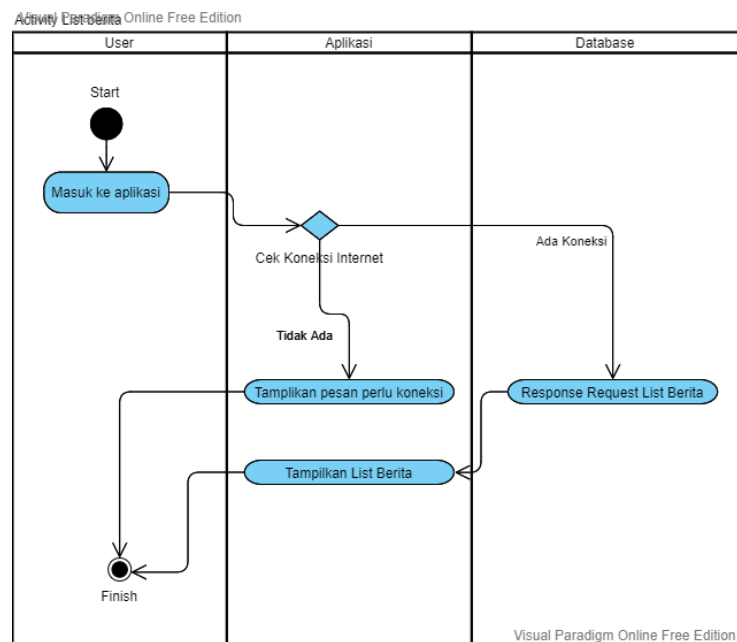 Visual Paradigm Online Free Edition
Activity List berita
User
Aplikasi
Database
Start
Masuk ke aplikasi
Cek Koneksi Internet
Ada Koneksi
Tidak Ada
Tamplikan pesan perlu koneksi
Response Request List Berita
Tampilkan List Berita
Finish
Visual Paradigm Online Free Edition